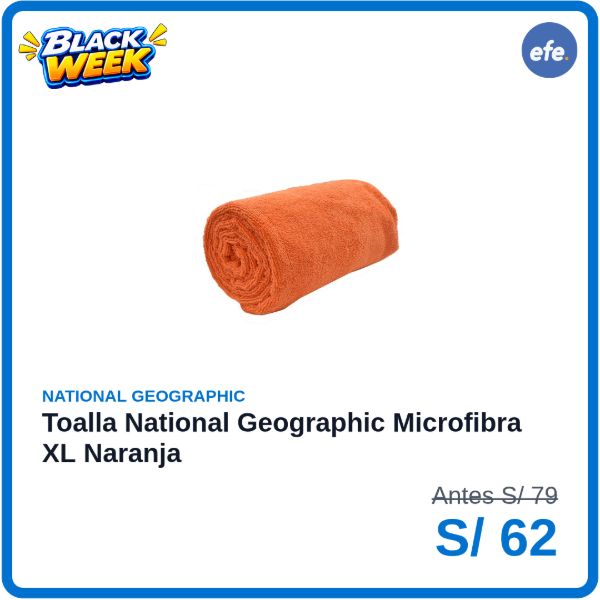 BLACK
WEEK
efe.
NATIONAL GEOGRAPHIC
Toalla National Geographic Microfibra
XL Naranja
Antes S/ 79
S/ 62